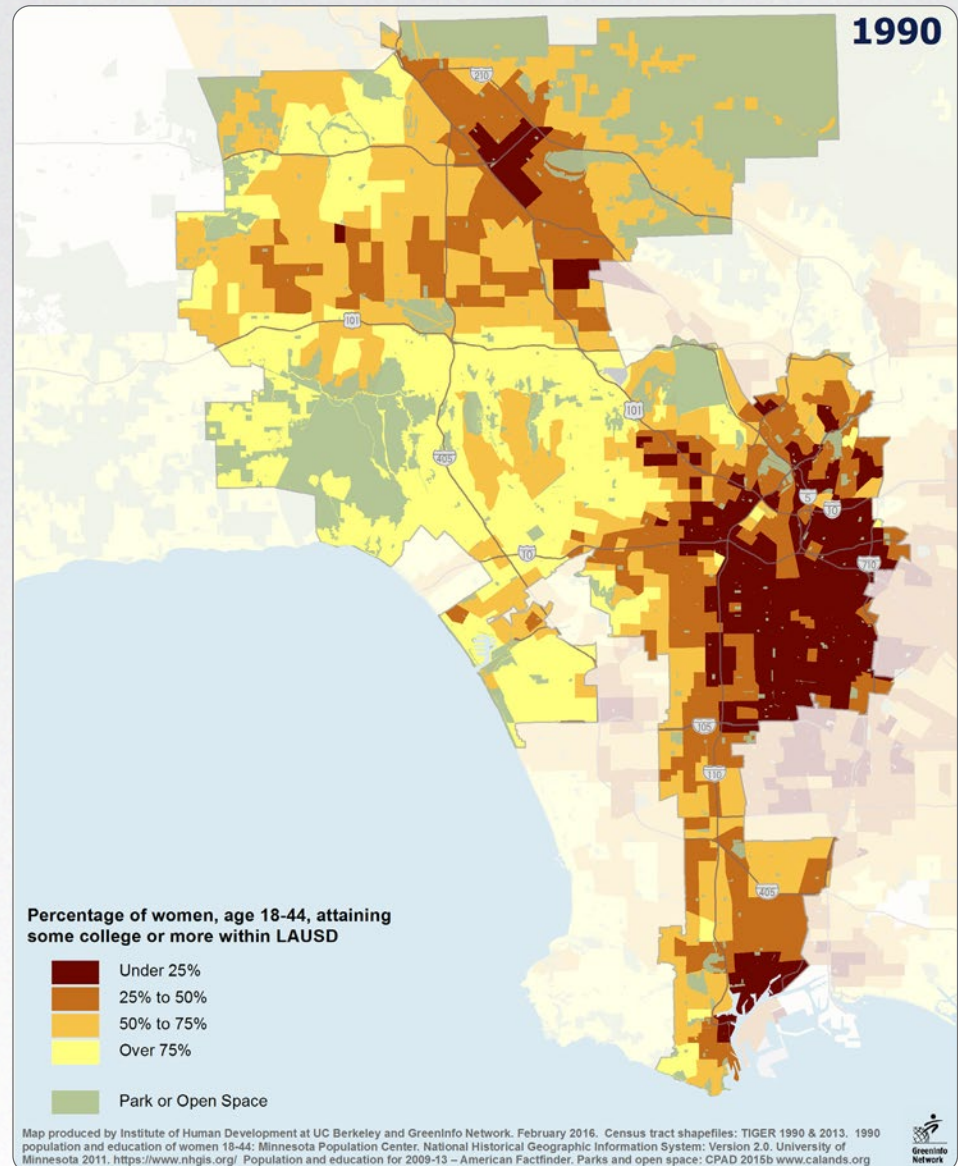 1990
210
101
101
405
5
10
10
710
105
110
405
Percentage of women, age 18-44, attaining
some college or more within LAUSD
Under 25%
25% to 50%
50% to 75%
Over 75%
Park or Open Space
Map produced by Institute of Human Development at UC Berkeley and GreenInfo Network. February 2016. Census tract shapefiles: TIGER 1990 & 2013. 1990
population and education of women 18-44: Minnesota Population Center. National Historical Geographic Information System: Version 2.0. University of
Minnesota 2011. https://www.nhgis.org/ Population and education for 2009-13 – American Factfinder. Parks and open space: CPAD 2015b www.calands.org
GreenInfo
Network